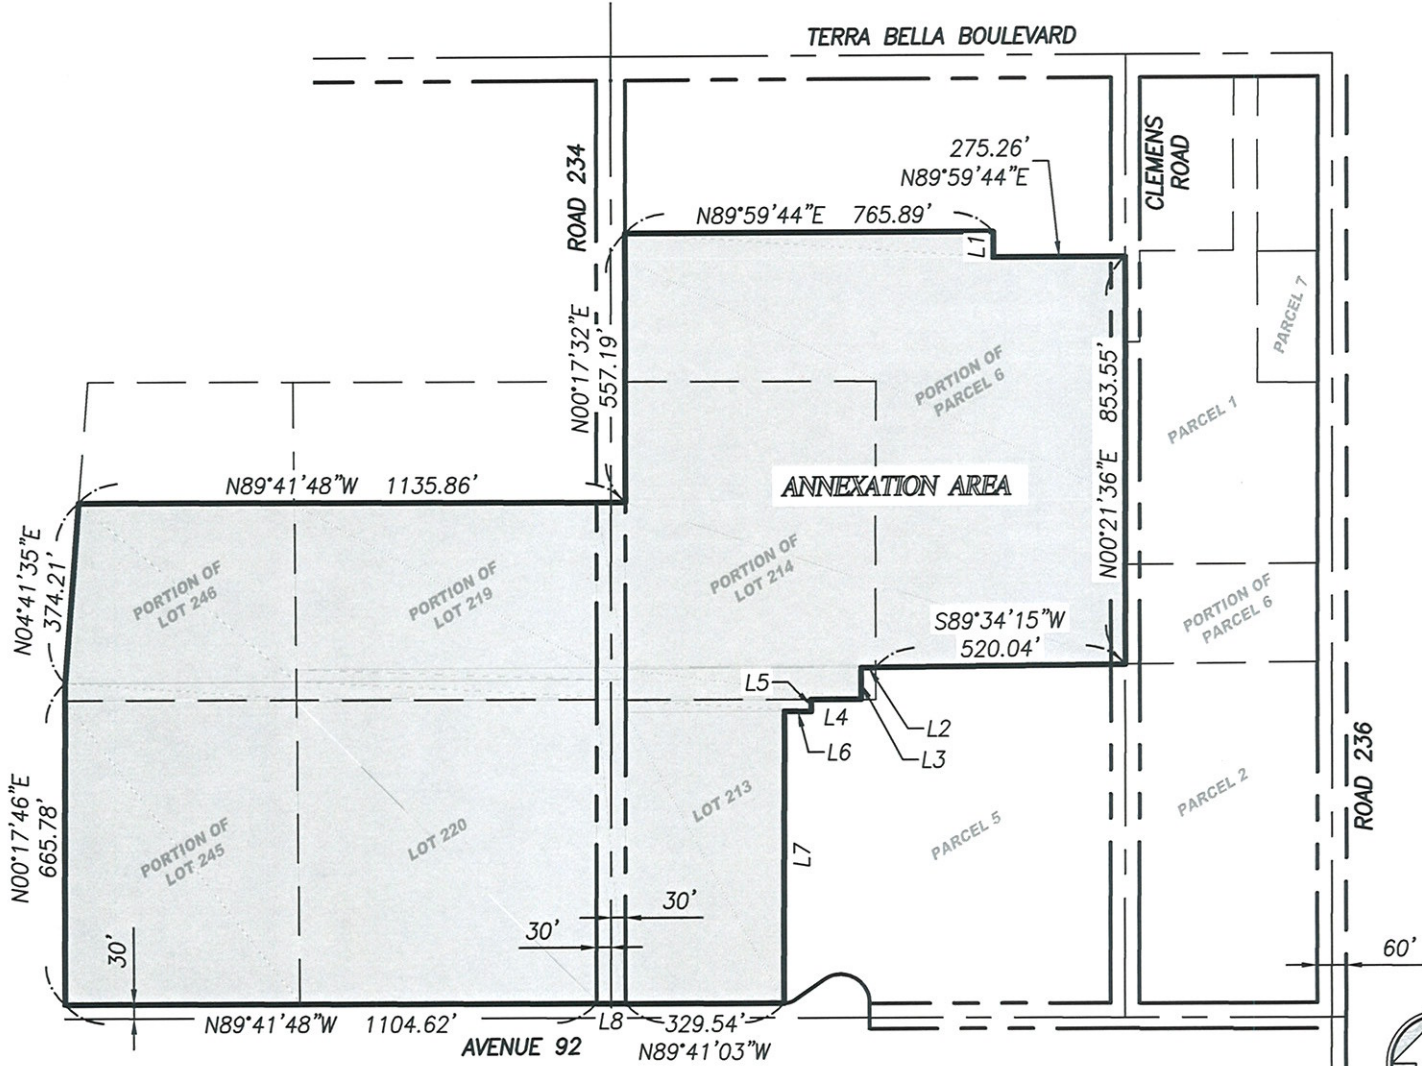 TERRA BELLA BOULEVARD
ROAD 234
CLEMENS
ROAD
275.26'
N89°59'44"E
N89°59'44"E 765.89'
L1
N00°17'32"E
557.19'
PARCEL 7
PORTION OF
PARCEL 6
N00°21'36"E 853.55'
PARCEL 1
N89°41'48"W 1135.86'
ANNEXATION AREA
N04°41'35"E
374.21'
PORTION OF
LOT 246
PORTION OF
LOT 219
PORTION OF
LOT 214
S89°34'15"W
520.04'
PORTION OF
PARCEL 6
L5
L4
L2
L6
L3
N00°17'46"E
665.78'
PORTION OF
LOT 245
LOT 220
LOT 213
L7
PARCEL 5
PARCEL 2
ROAD 236
30'
30'
30'
60'
N89°41'48"W 1104.62'
L8
329.54'
N89°41'03"W
AVENUE 92